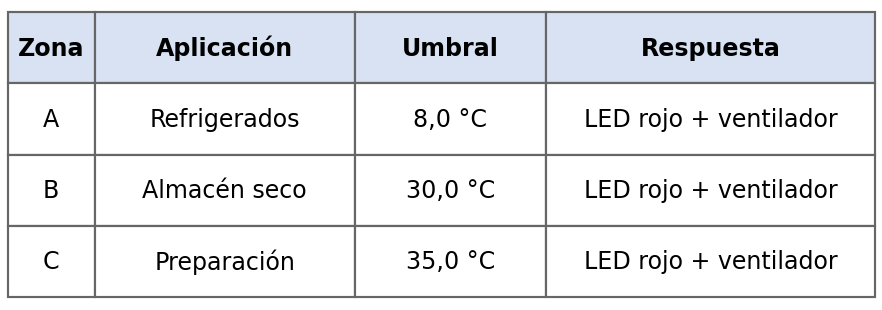 Zona Aplicación Umbral Respuesta
A Refrigerados 8,0 °C LED rojo + ventilador
B Almacén seco 30,0 °C LED rojo + ventilador
C Preparación 35,0 °C LED rojo + ventilador